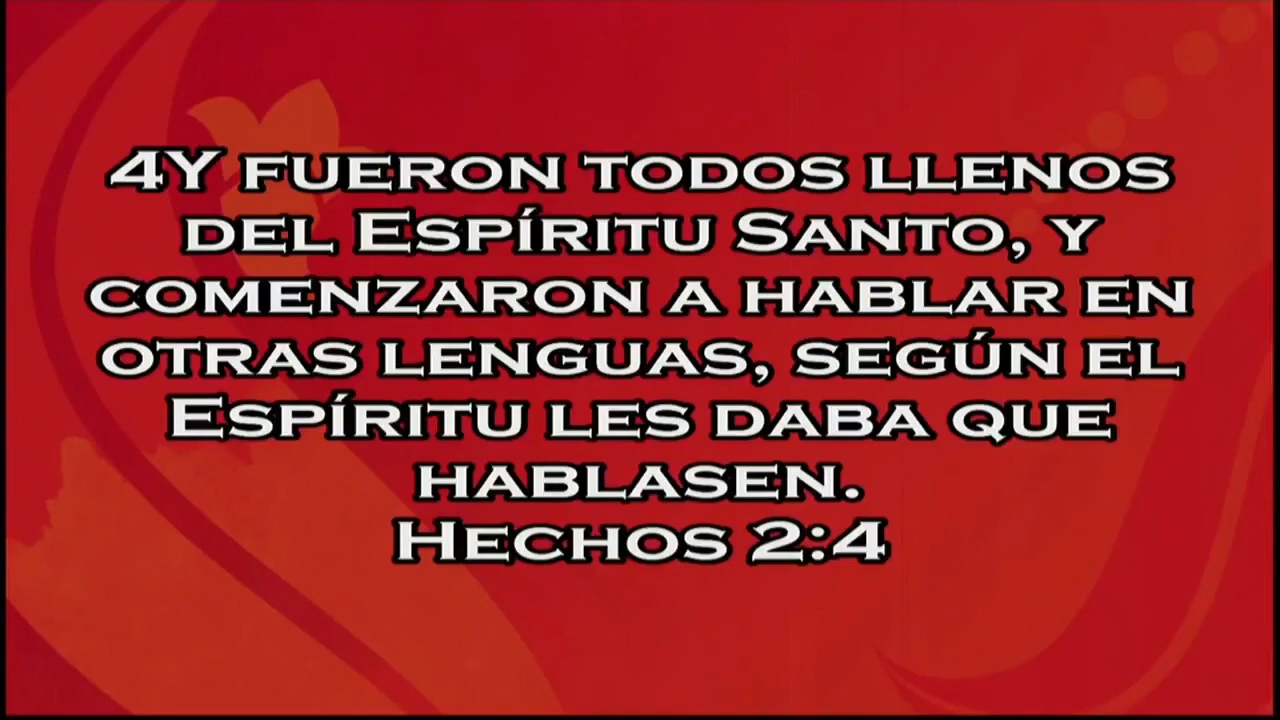 4Y fueron todos llenos
del Espíritu Santo, y
comenzaron a hablar en
otras lenguas, según el
Espíritu les daba que
hablasen.
Hechos 2:4